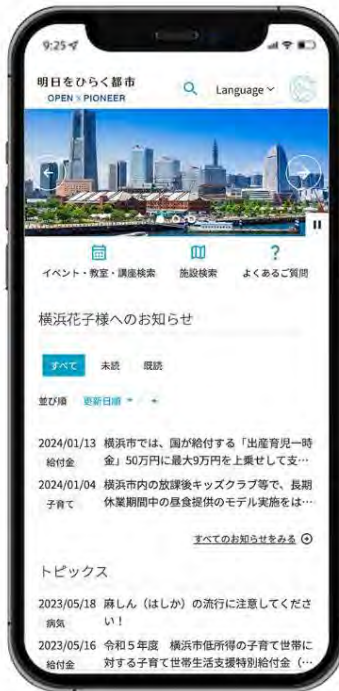 9:25
明日をひらく都市
OPEN X PIONEER
Language
イベント・教室・講座検索 施設検索 よくあるご質問
横浜花子様へのお知らせ
すべて 未読 既読
並び順 更新日順
2024/01/13 横浜市では、国が給付する「出産育児一時
給付金 金」50万円に最大9万円を上乗せして支…
2024/01/04 横浜市内の放課後キッズクラブ等で、長期
子育て 休業期間中の昼食提供のモデル実施をは…
すべてのお知らせをみる
トピックス
2023/05/18 麻しん（はしか）の流行に注意してくださ
病気 い！
2023/05/16 令和５年度 横浜市低所得の子育て世帯に
給付金 対する子育て世帯生活支援特別給付金（…